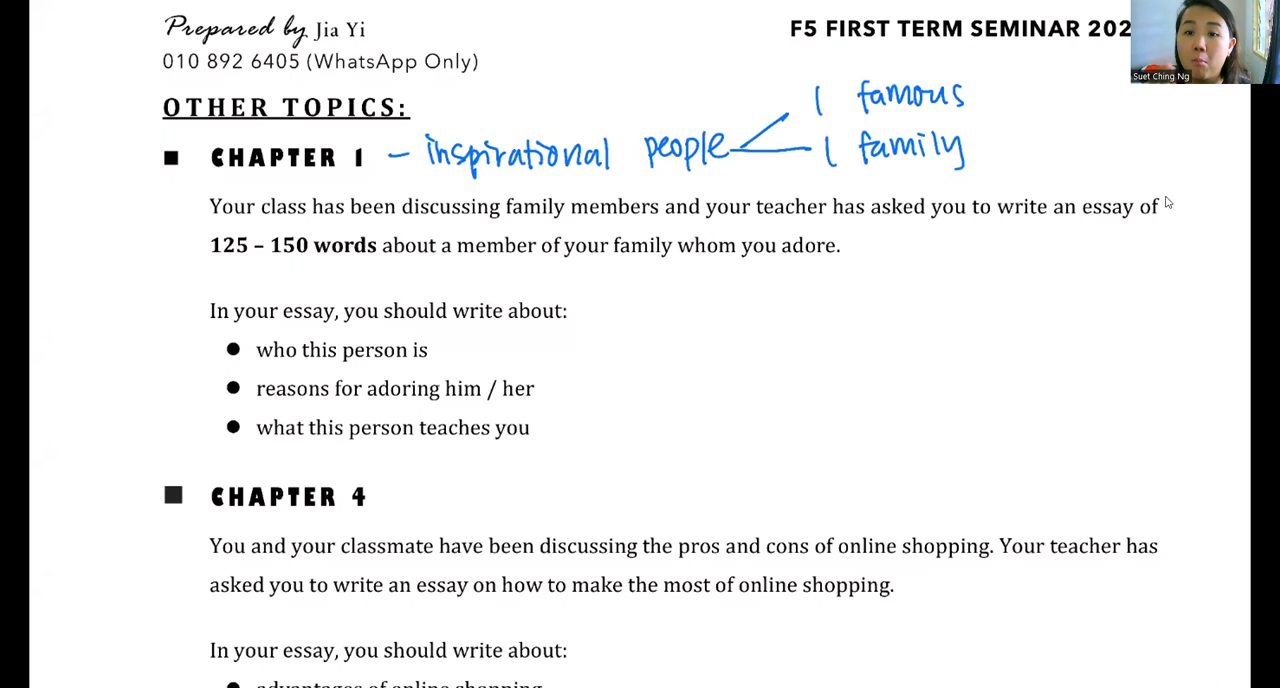 Prepared by Jia Yi
F5 FIRST TERM SEMINAR 202
010 892 6405 (WhatsApp Only)
Suet Ching Ng
OTHER TOPICS:
1 famous
■ CHAPTER 1 – inspirational people 1 family
Your class has been discussing family members and your teacher has asked you to write an essay of
125 – 150 words about a member of your family whom you adore.
In your essay, you should write about:
● who this person is
● reasons for adoring him / her
● what this person teaches you
■ CHAPTER 4
You and your classmate have been discussing the pros and cons of online shopping. Your teacher has
asked you to write an essay on how to make the most of online shopping.
In your essay, you should write about:
● advantages of online shopping